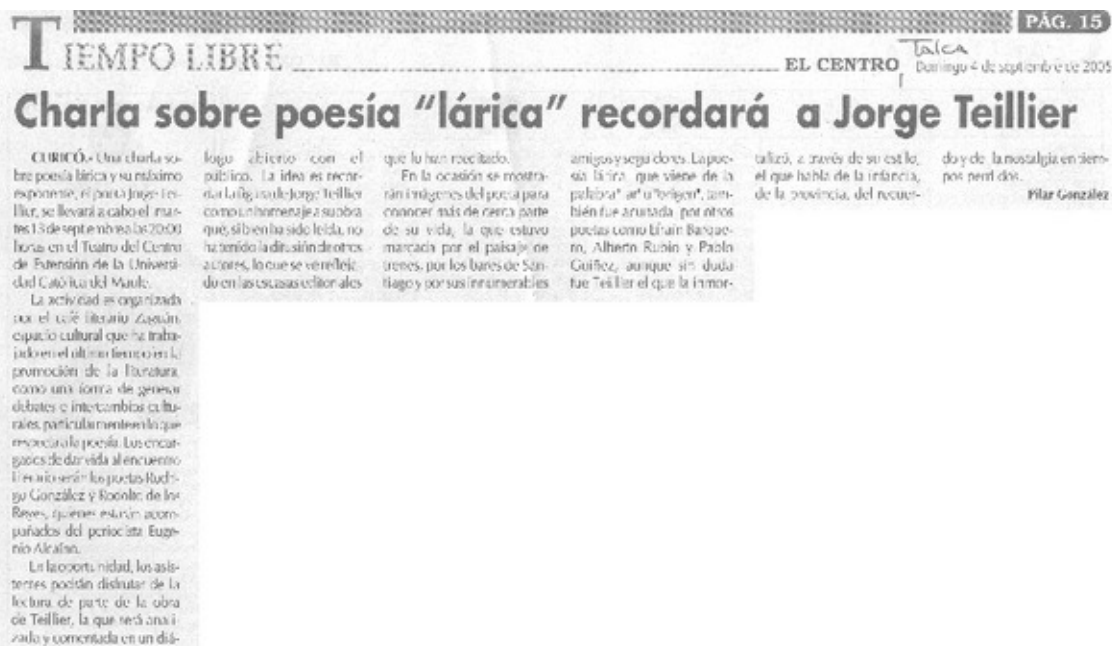 PÁG. 15
TIEMPO LIBRE
Talca
EL CENTRO Domingo 4 de septiembre de 2005
Charla sobre poesía "lárica" recordará a Jorge Teillier
CURICÓ.- Una charla so-
bre poesía lárica y su máximo
exponente, el poeta Jorge Tei-
llier, se llevará a cabo el mar-
tes 13 de septiembre a las 20:00
horas en el Teatro del Centro
de Extensión de la Universi-
dad Católica del Maule.
La actividad es organizada
por el café literario Zaguán,
espacio cultural que ha traba-
jado en el último tiempo en la
promoción de la literatura,
como una forma de generar
debates e intercambios cultu-
rales, particularmente en lo que
respecta a la poesía. Los encar-
gados de dar vida al encuentro
literario serán los poetas Rodri-
go González y Rodolfo de los
Reyes, quienes estarán acom-
pañados del periodista Euge-
nio
En la oportunidad, los asis-
tentes podrán disfrutar de la
lectura de parte de la obra
de Teillier, la que será anali-
zada y comentada en un diá-
logo abierto con el
público. La idea es recor-
dar la figura de Jorge Teillier
como un homenaje a su obra
que, si bien ha sido leída, no
ha tenido la difusión de otros
autores, lo que se ve refleja-
do en las escasas editoriales
que lo han reeditado.
En la ocasión se mostra-
rán imágenes del poeta para
conocer más de cerca parte
de su vida, la que estuvo
marcada por el paisaje de
trenes, por los bares de San-
tiago y por sus innumerables
amigos y seguidores. La poe-
sía lárica, que viene de la
palabra "lar" u "origen", tam-
bién fue acuñada por otros
poetas como Efraín Barque-
ro, Alberto Rubio y Pablo
Guíñez, aunque sin duda
fue Teillier el que la inmor-
talizó, a través de su estilo,
el que habla de la infancia,
de la provincia, del recuer-
do y de la nostalgia en tiem-
pos perdidos.
Pilar González